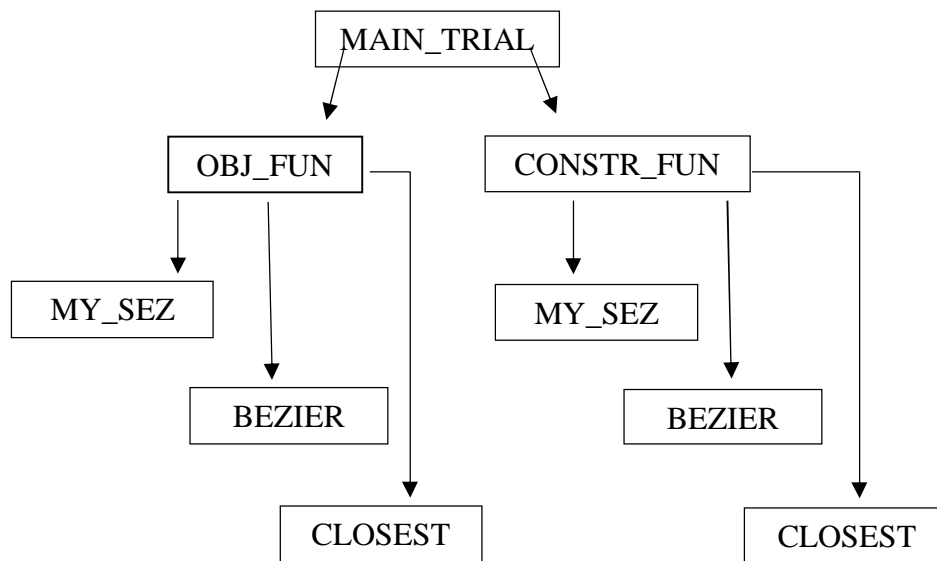 MAIN_TRIAL
OBJ_FUN
CONSTR_FUN
MY_SEZ
MY_SEZ
BEZIER
BEZIER
CLOSEST
CLOSEST